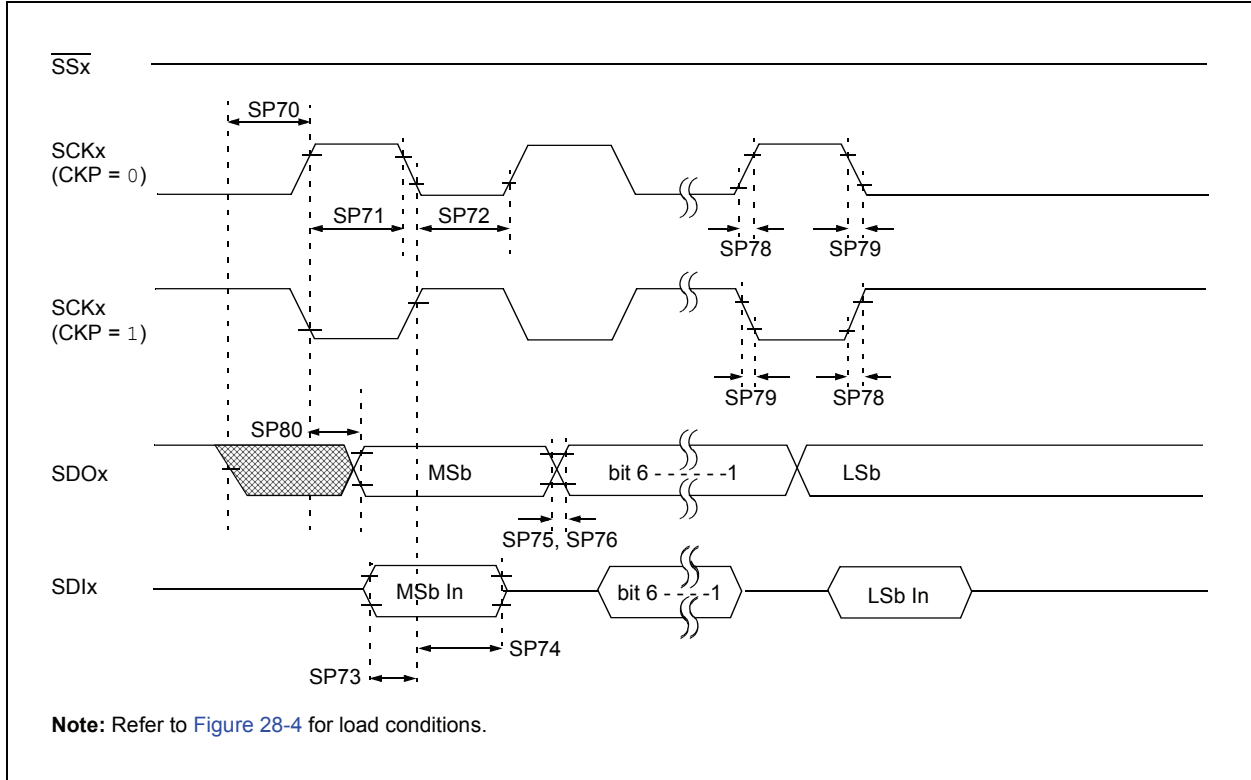 SSx
SP70
SCKx
(CKP = 0)
SP71
SP72
SP78
SP79
SCKx
(CKP = 1)
SP79
SP78
SP80
SDOx
MSb
bit 6 - - - - - - -1
LSb
SP75, SP76
SDIx
MSb In
bit 6 - - - - -1
LSb In
SP74
SP73
Note: Refer to Figure 28-4 for load conditions.